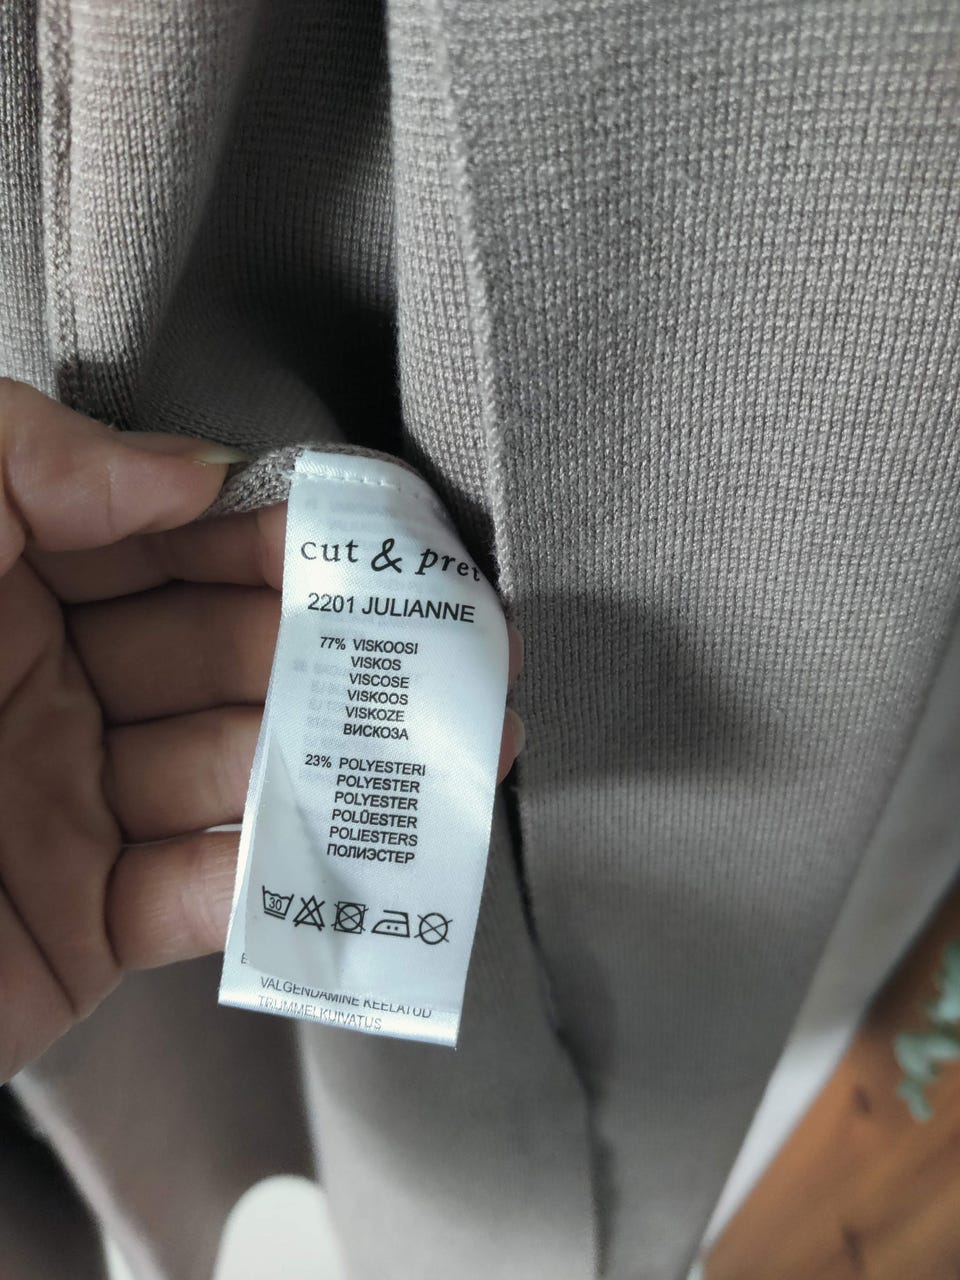 cut & pret
2201 JULIANNE
77% VISKOOSI
VISKOS
VISCOSE
VISKOOS
VISKOZE
ВИСКОЗА
23% POLYESTERI
POLYESTER
POLYESTER
POLÜESTER
POLIESTERS
ПОЛИЭСТЕР
30
VALGENDAMINE KEELATUD
TRUMMELKUIVATUS